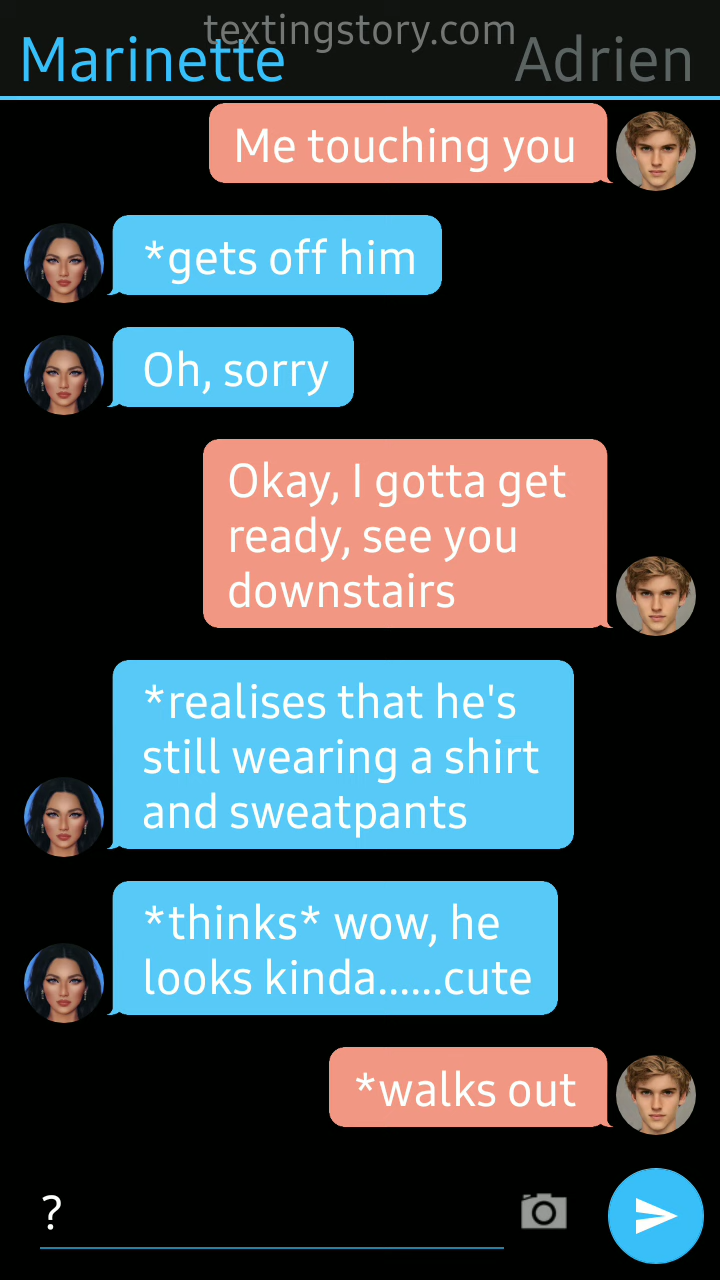 textingstory.com
Marinette
Adrien
Me touching you
*gets off him
Oh, sorry
Okay, I gotta get
ready, see you
downstairs
*realises that he's
still wearing a shirt
and sweatpants
*thinks* wow, he
looks kinda......cute
*walks out
?